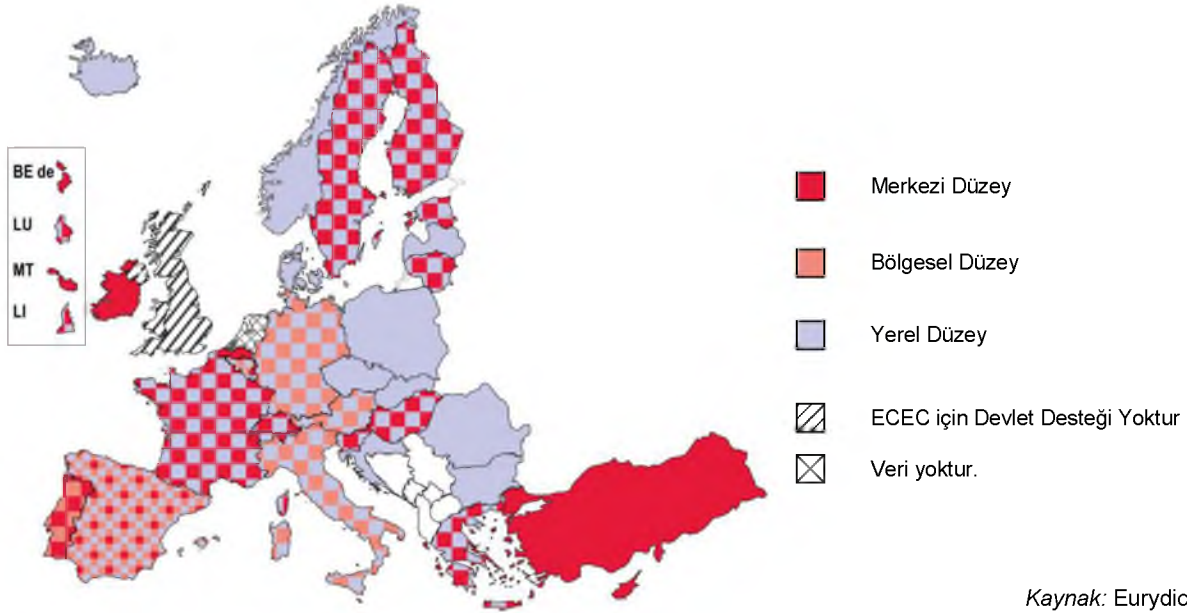 BE de
LU
MT
LI
Merkezi Düzey
Bölgesel Düzey
Yerel Düzey
ECEC için Devlet Desteği Yoktur
Veri yoktur.
Kaynak: Eurydic